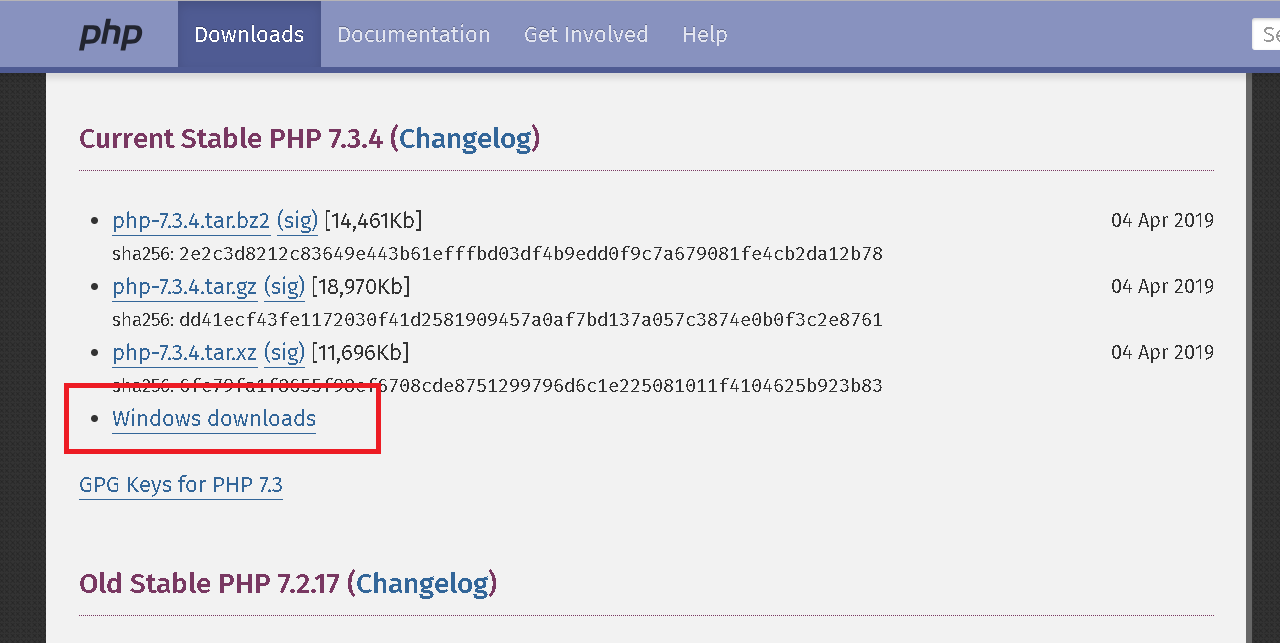 php Downloads Documentation Get Involved Help Se
Current Stable PHP 7.3.4 (Changelog)
php-7.3.4.tar.bz2 (sig) [14,461Kb] 04 Apr 2019
sha256: 2e2c3d8212c83649e443b61efffbd03df4b9edd0f9c7a679081fe4cb2da12b78
php-7.3.4.tar.gz (sig) [18,970Kb] 04 Apr 2019
sha256: dd41ecf43fe1172030f41d2581909457a0af7bd137a057c3874e0b0f3c2e8761
php-7.3.4.tar.xz (sig) [11,696Kb] 04 Apr 2019
sha256: 6fe79fa1f8655f98ef6708cde8751299796d6c1e225081011f4104625b923b83
Windows downloads
GPG Keys for PHP 7.3
Old Stable PHP 7.2.17 (Changelog)